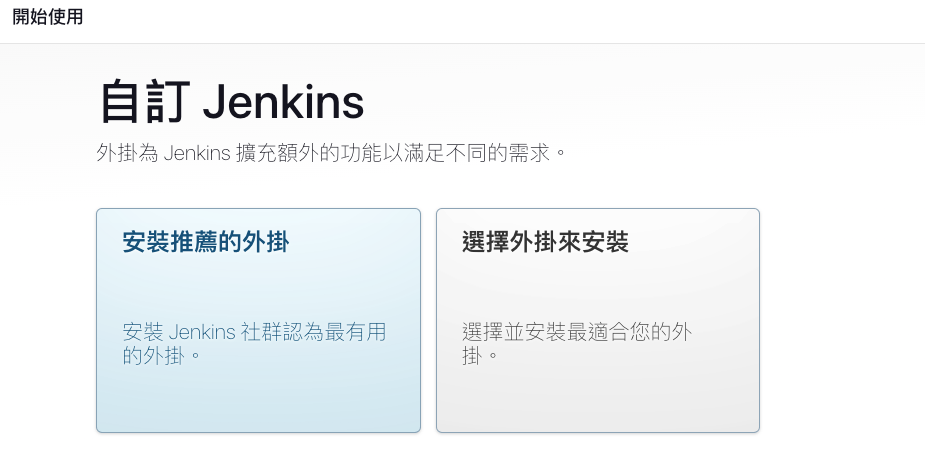 開始使用
自訂 Jenkins
外掛為 Jenkins 擴充額外的功能以滿足不同的需求。
安裝推薦的外掛
安裝 Jenkins 社群認為最有用
的外掛。
選擇外掛來安裝
選擇並安裝最適合您的外
掛。